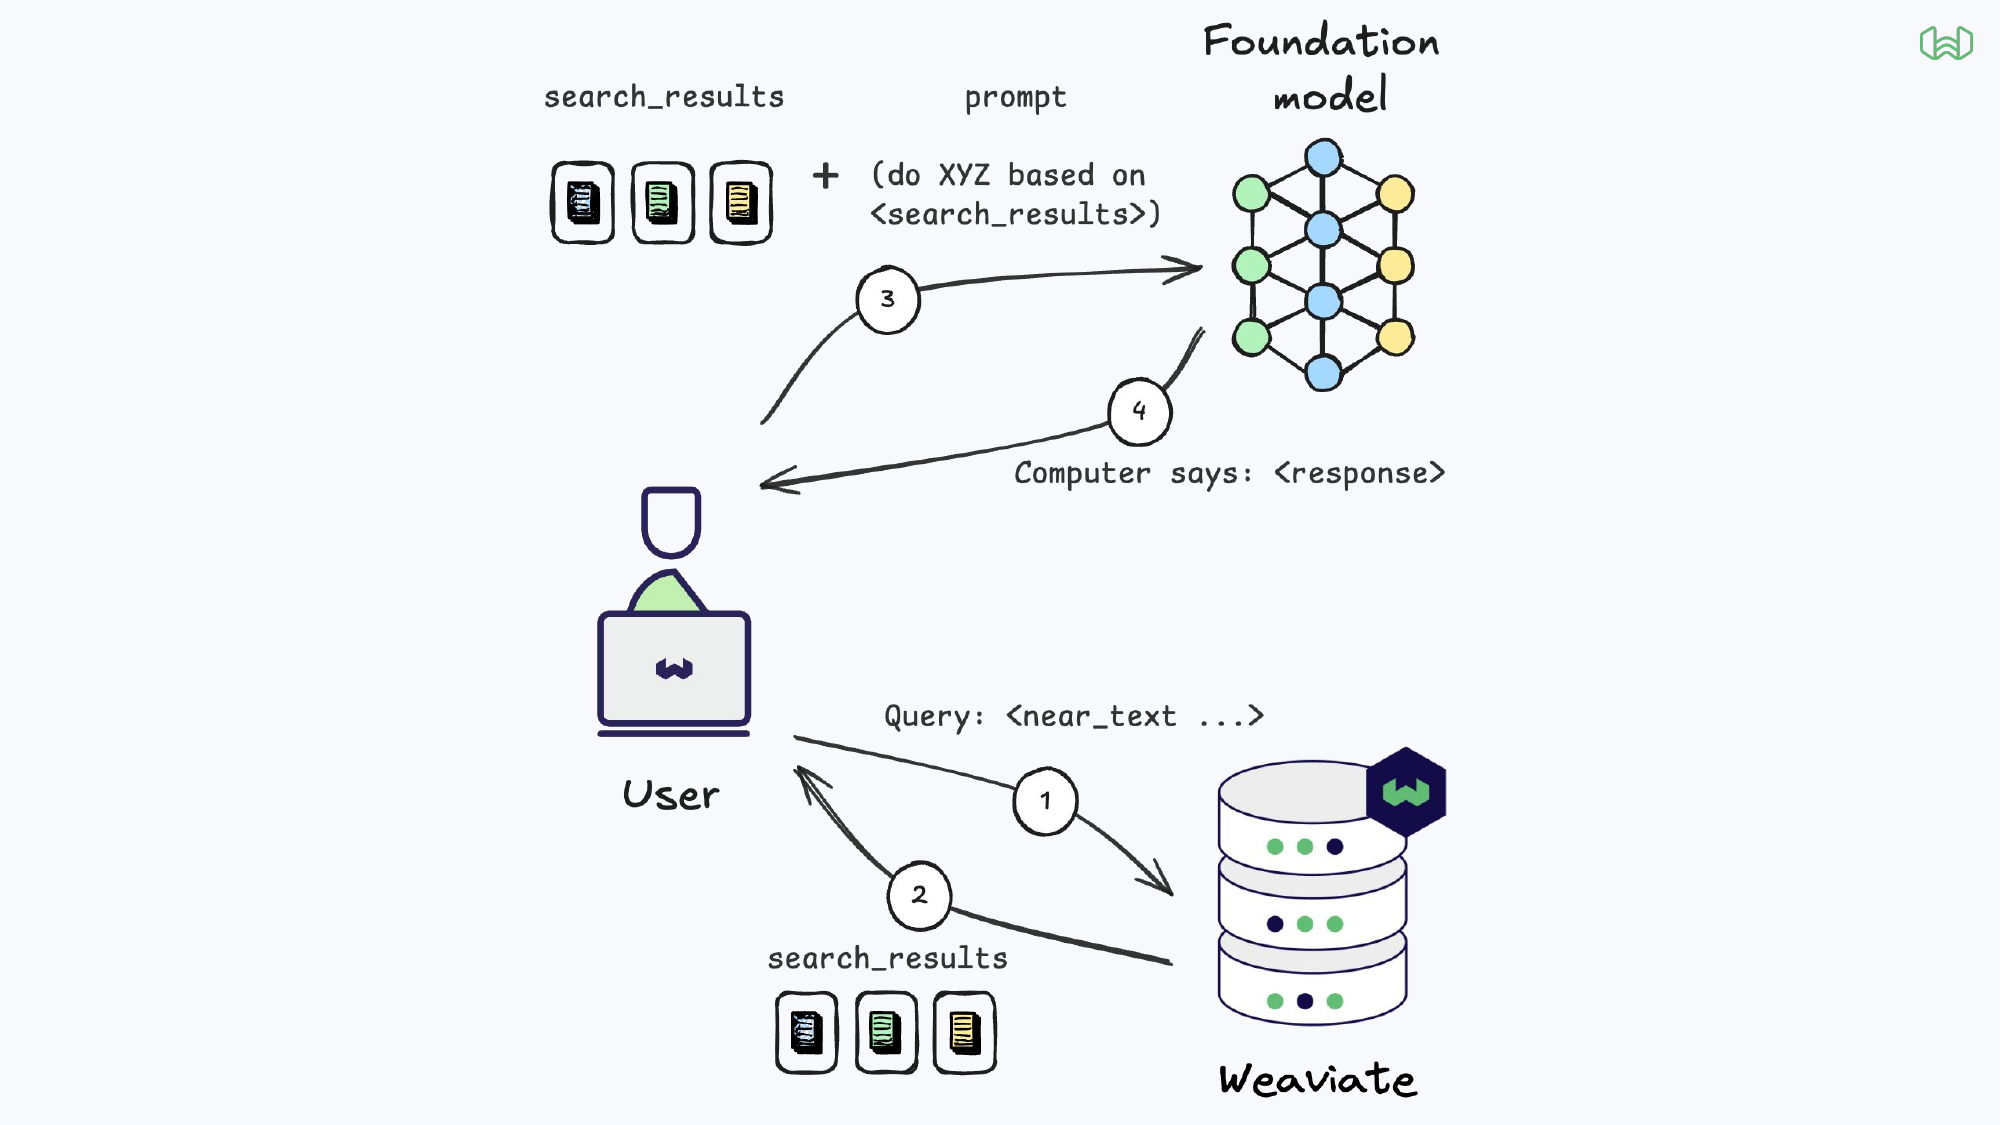 Foundation
model
search_results
prompt
+
(do XYZ based on
<search_results>)
3
4
Computer says: <response>
User
Query: <near_text ...>
1
2
search_results
Weaviate